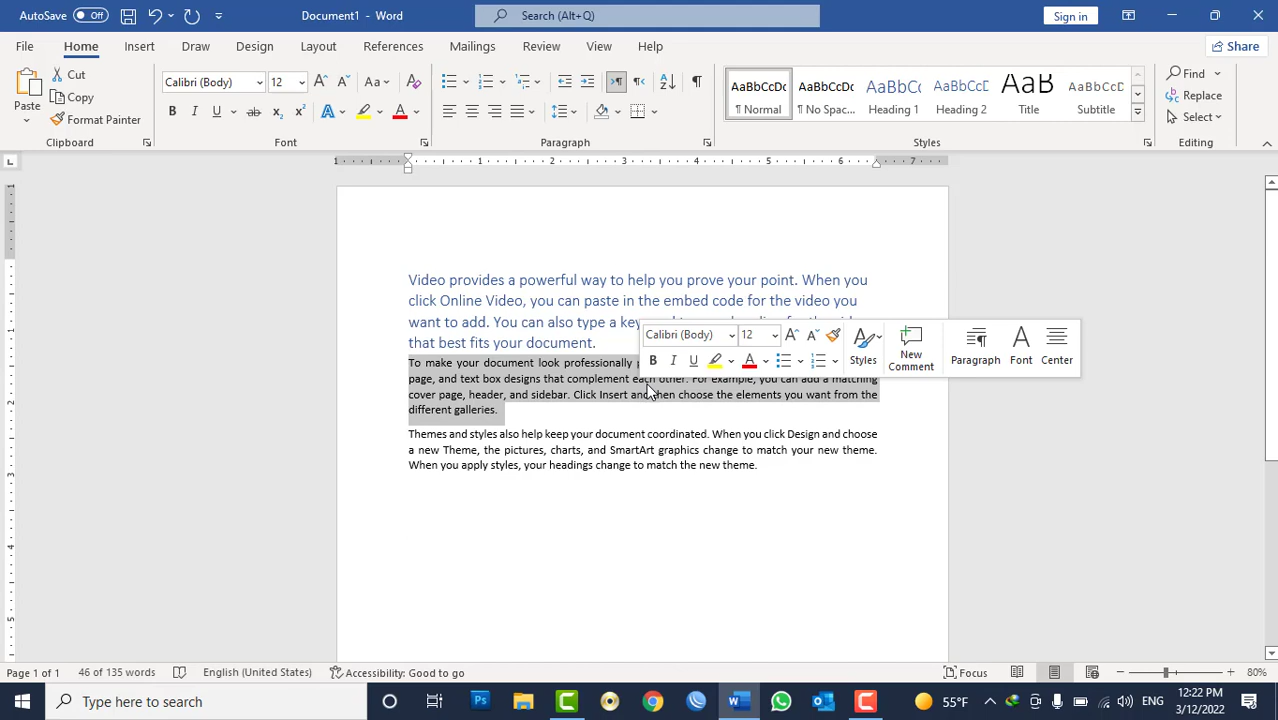 AutoSave Off
Document1 - Word
Search (Alt+Q)
Sign in
File Home Insert Draw Design Layout References Mailings Review View Help
Share
Paste
Cut
Copy
Format Painter
Clipboard
Calibri (Body) 12
Font
Paragraph
AaBbCcDc AaBbCcDc AaBbCc AaBbCcD AaB AaBbCcD
¶ Normal ¶ No Spac... Heading 1 Heading 2 Title Subtitle
Styles
Find
Replace
Select
Editing
1 1 2 3 4 5 6 7
Video provides a powerful way to help you prove your point. When you
click Online Video, you can paste in the embed code for the video you
want to add. You can also type a
that best fits your document.
To make your document look professionally
page, and text box designs that complement each other. For example, you can add a matching
cover page, header, and sidebar. Click Insert and then choose the elements you want from the
different galleries.
Themes and styles also help keep your document coordinated. When you click Design and choose
a new Theme, the pictures, charts, and SmartArt graphics change to match your new theme.
When you apply styles, your headings change to match the new theme.
Calibri (Body) 12
Styles
New
Comment
Paragraph
Font
Center
Page 1 of 1
46 of 135 words
English (United States)
Accessibility: Good to go
Focus
80%
Type here to search
55°F
ENG
12:22 PM
3/12/2022